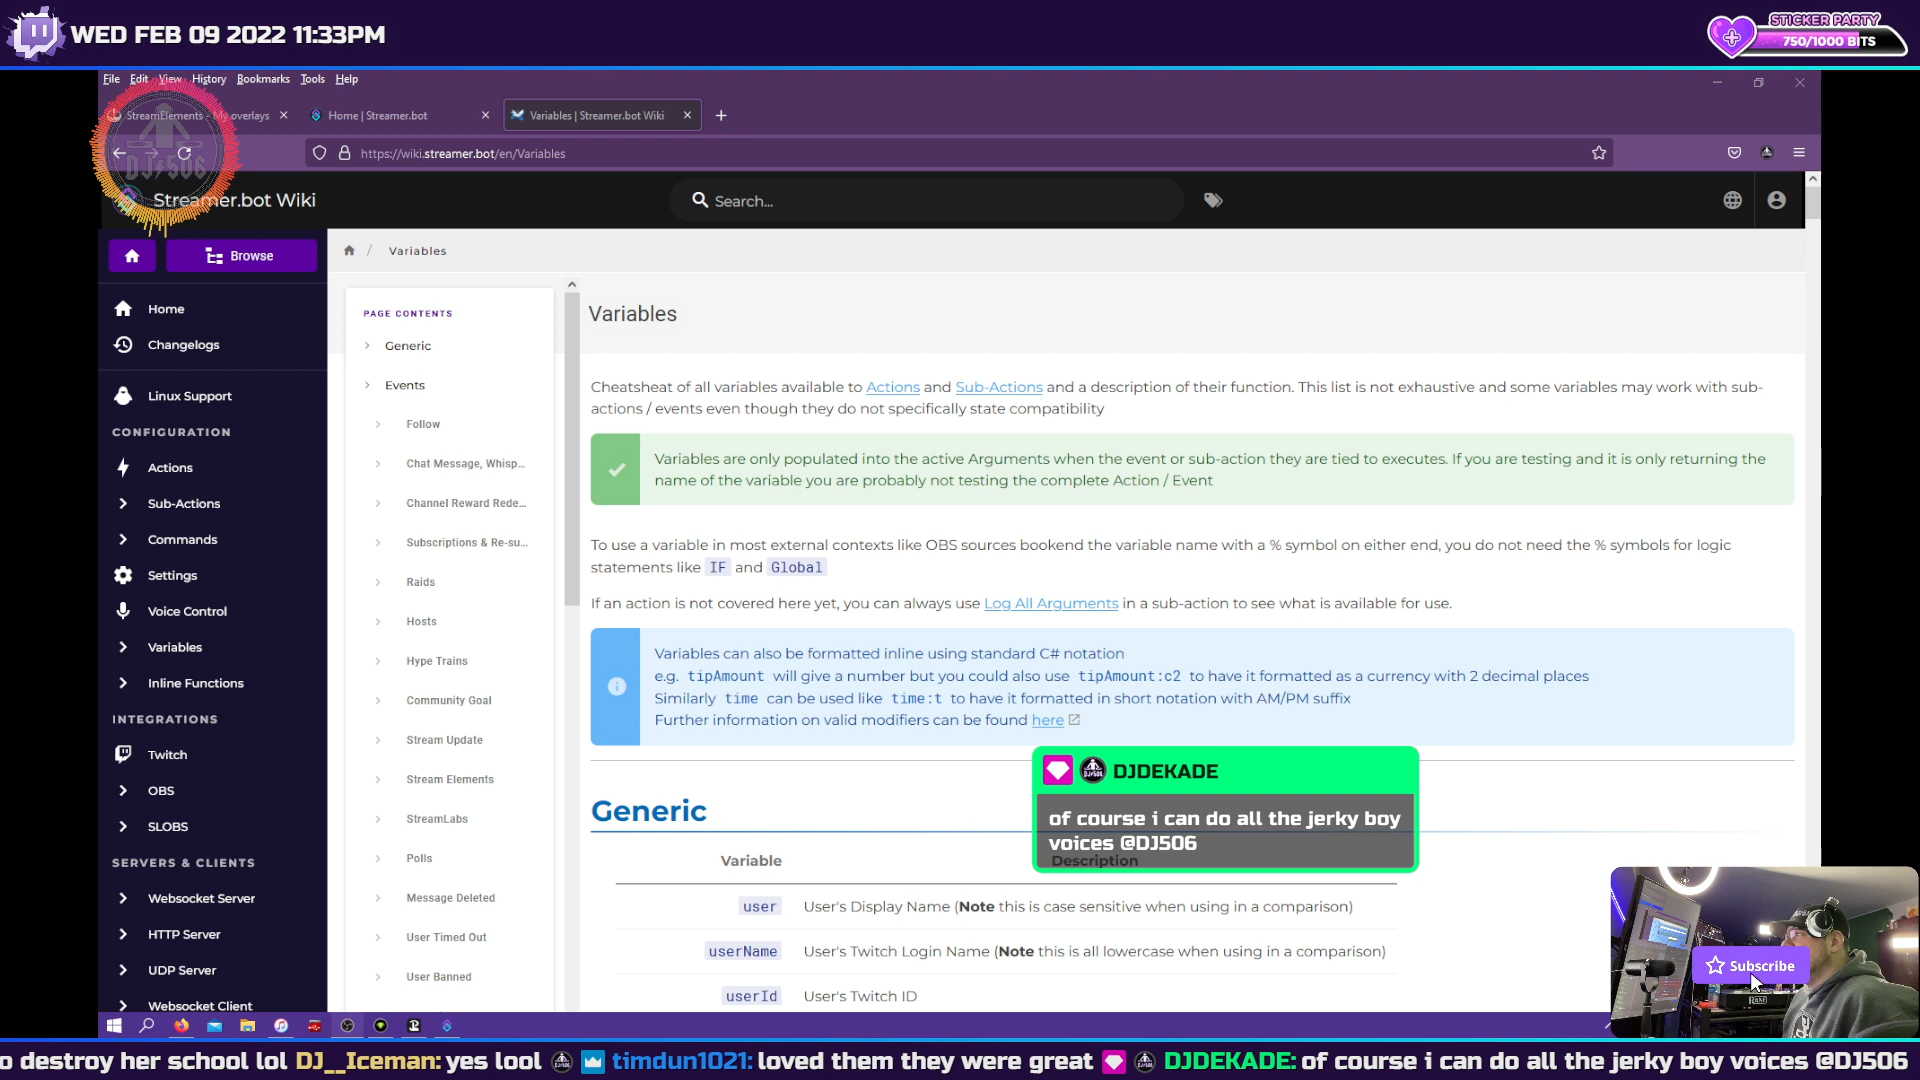 WED FEB 09 2022 11:33PM
STICKER PARTY
750/1000 BITS
File Edit View History Bookmarks Tools Help
StreamElements - My overlays
Home | Streamer.bot
Variables | Streamer.bot Wiki
https://wiki.streamer.bot/en/Variables
DJ506
Streamer.bot Wiki
Search...
Browse
Variables
Home
Changelogs
Linux Support
CONFIGURATION
Actions
Sub-Actions
Commands
Settings
Voice Control
Variables
Inline Functions
INTEGRATIONS
Twitch
OBS
SLOBS
SERVERS & CLIENTS
Websocket Server
HTTP Server
UDP Server
Websocket Client
PAGE CONTENTS
Generic
Events
Follow
Chat Message, Whisp...
Channel Reward Rede...
Subscriptions & Re-su...
Raids
Hosts
Hype Trains
Community Goal
Stream Update
Stream Elements
StreamLabs
Polls
Message Deleted
User Timed Out
User Banned
Variables
Cheatsheat of all variables available to Actions and Sub-Actions and a description of their function. This list is not exhaustive and some variables may work with sub-
actions / events even though they do not specifically state compatibility
Variables are only populated into the active Arguments when the event or sub-action they are tied to executes. If you are testing and it is only returning the
name of the variable you are probably not testing the complete Action / Event
To use a variable in most external contexts like OBS sources bookend the variable name with a % symbol on either end, you do not need the % symbols for logic
statements like IF and Global
If an action is not covered here yet, you can always use Log All Arguments in a sub-action to see what is available for use.
Variables can also be formatted inline using standard C# notation
e.g. tipAmount will give a number but you could also use tipAmount:c2 to have it formatted as a currency with 2 decimal places
Similarly time can be used like time:t to have it formatted in short notation with AM/PM suffix
Further information on valid modifiers can be found here
Generic
DJDEKADE
of course i can do all the jerky boy
voices @DJ506
Variable Description
user User's Display Name (Note this is case sensitive when using in a comparison)
userName User's Twitch Login Name (Note this is all lowercase when using in a comparison)
userId User's Twitch ID
Subscribe
o destroy her school lol DJ__Iceman: yes lool timdun1021: loved them they were great DJDEKADE: of course i can do all the jerky boy voices @DJ506